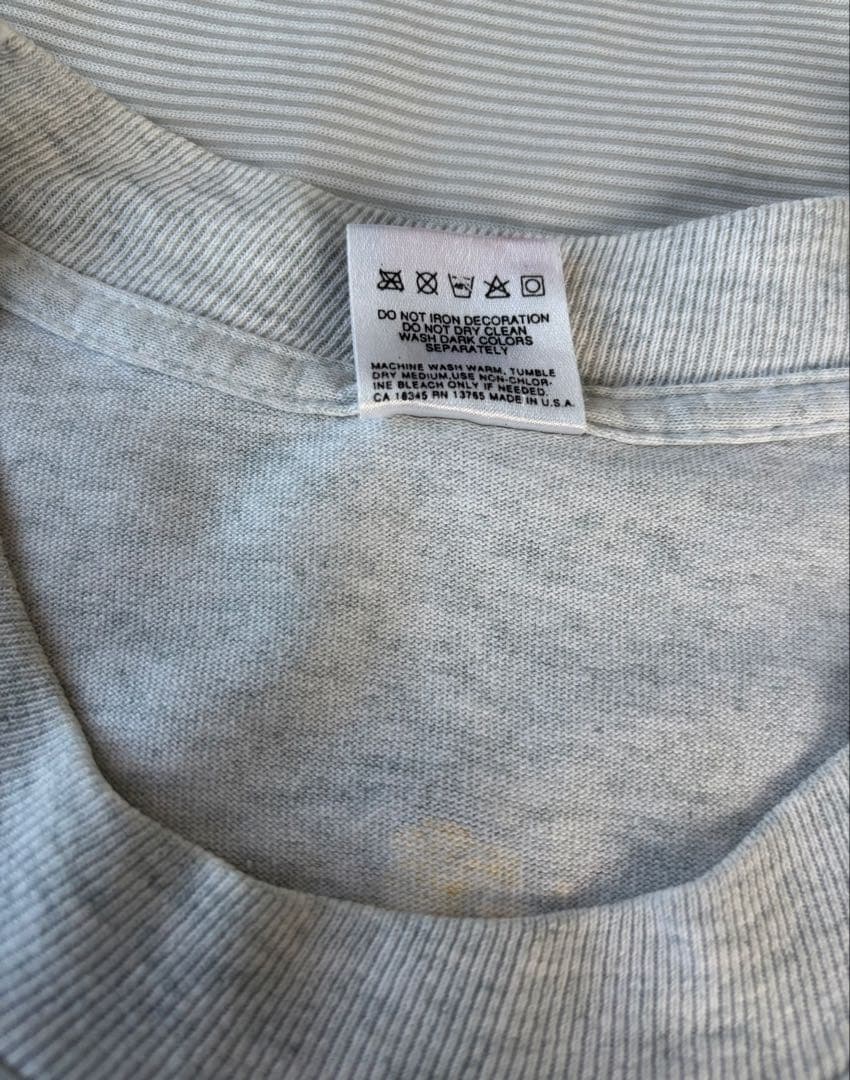 DO NOT IRON DECORATION
DO NOT DRY CLEAN
WASH DARK COLORS
SEPARATELY
MACHINE WASH WARM, TUMBLE
DRY MEDIUM,USE NON-CHLOR-
INE BLEACH ONLY IF NEEDED.
CA 16345 RN 13765 MADE IN U.S.A.